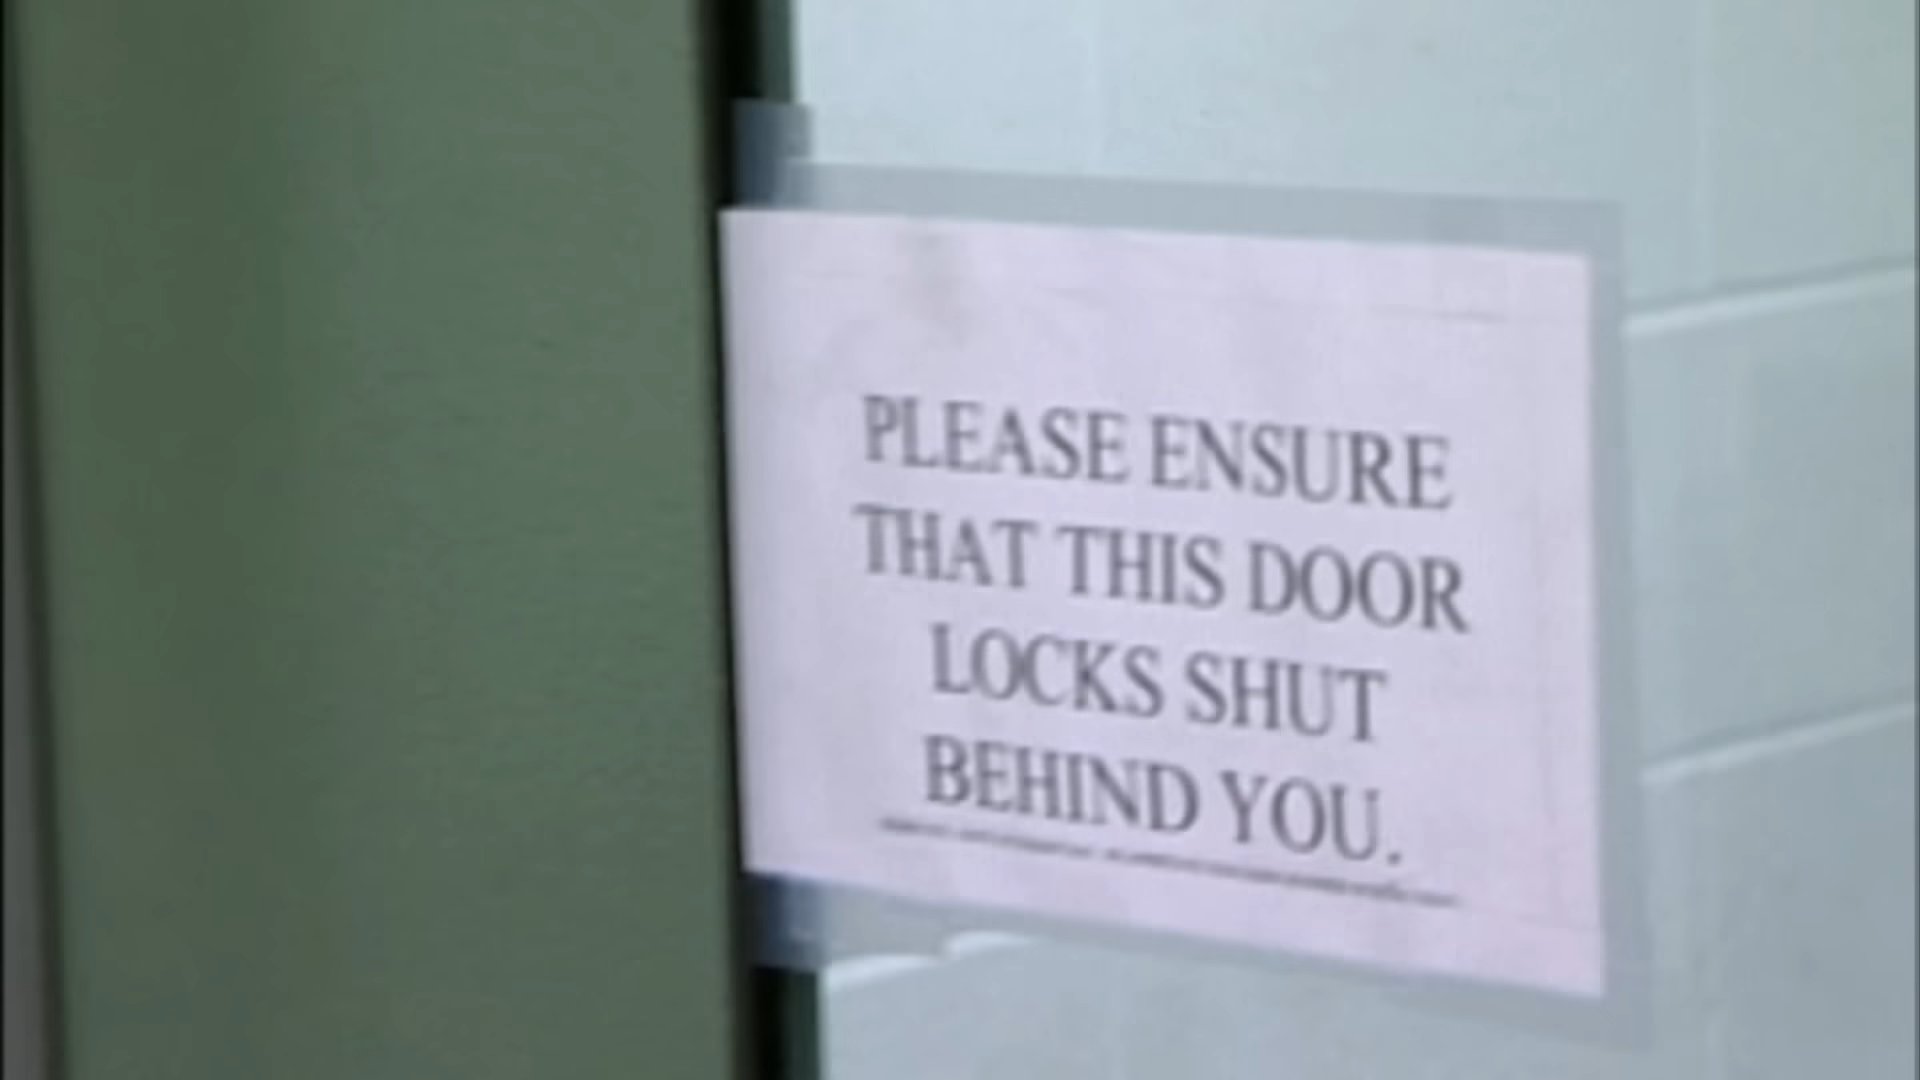 PLEASE ENSURE
THAT THIS DOOR
LOCKS SHUT
BEHIND YOU.